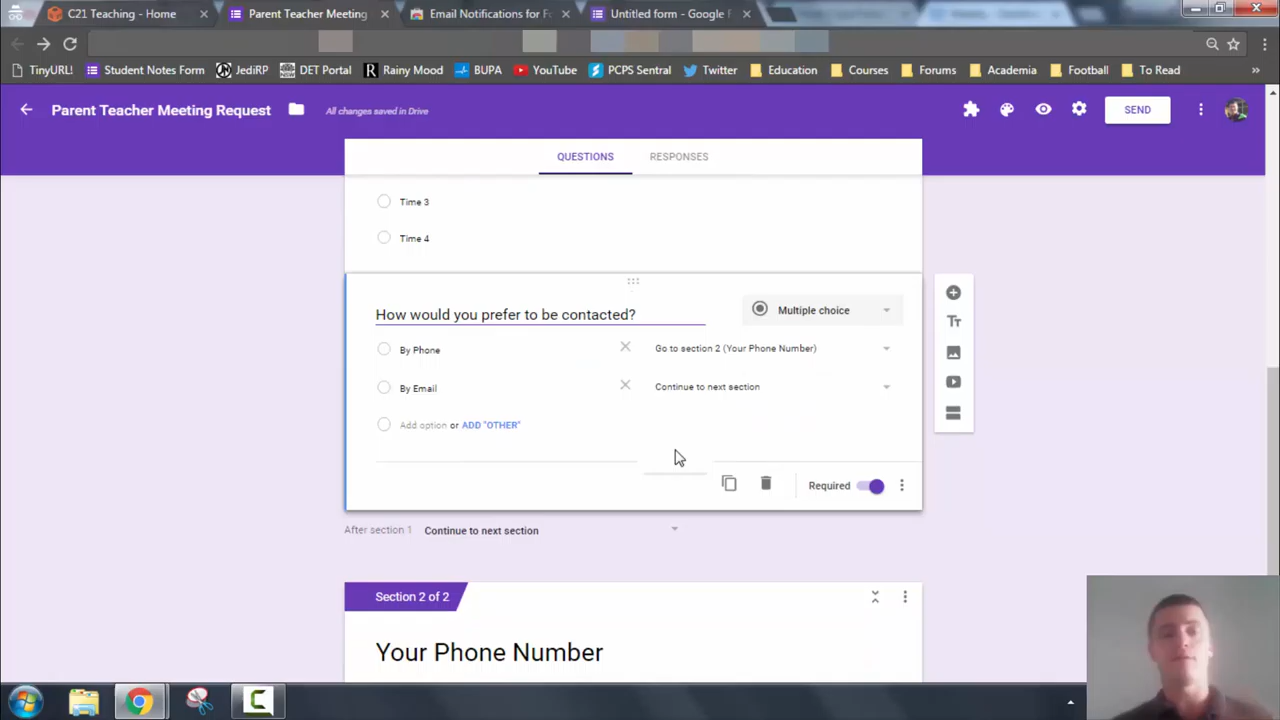 C21 Teaching - Home
Parent Teacher Meeting
Email Notifications for Fo
Untitled form - Google F
TinyURL!
Student Notes Form
JediRP
DET Portal
Rainy Mood
BUPA
YouTube
PCPS Sentral
Twitter
Education
Courses
Forums
Academia
Football
To Read
»
Parent Teacher Meeting Request
All changes saved in Drive
SEND
QUESTIONS
RESPONSES
Time 3
Time 4
How would you prefer to be contacted?
Multiple choice
By Phone
Go to section 2 (Your Phone Number)
By Email
Continue to next section
Add option or ADD "OTHER"
Required
After section 1 Continue to next section
Section 2 of 2
Your Phone Number